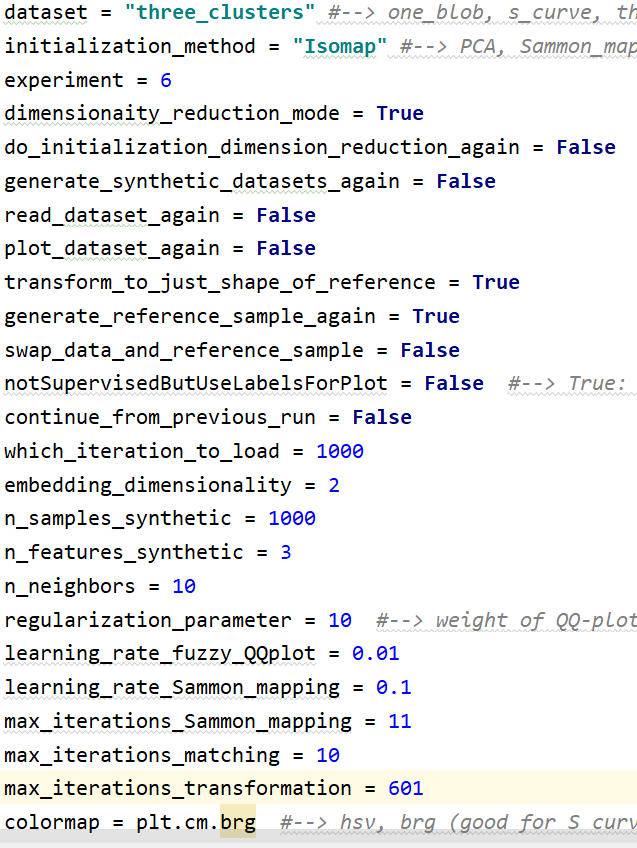 dataset = "three_clusters" #--> one_blob, s_curve, th
initialization_method = "Isomap" #--> PCA, Sammon_map
experiment = 6
dimensionaity_reduction_mode = True
do_initialization_dimension_reduction_again = False
generate_synthetic_datasets_again = False
read_dataset_again = False
plot_dataset_again = False
transform_to_just_shape_of_reference = True
generate_reference_sample_again = True
swap_data_and_reference_sample = False
notSupervisedButUseLabelsForPlot = False #--> True:
continue_from_previous_run = False
which_iteration_to_load = 1000
embedding_dimensionality = 2
n_samples_synthetic = 1000
n_features_synthetic = 3
n_neighbors = 10
regularization_parameter = 10 #--> weight of QQ-plot
learning_rate_fuzzy_QQplot = 0.01
learning_rate_Sammon_mapping = 0.1
max_iterations_Sammon_mapping = 11
max_iterations_matching = 10
max_iterations_transformation = 601
colormap = plt.cm.brg #--> hsv, brg (good for S curv